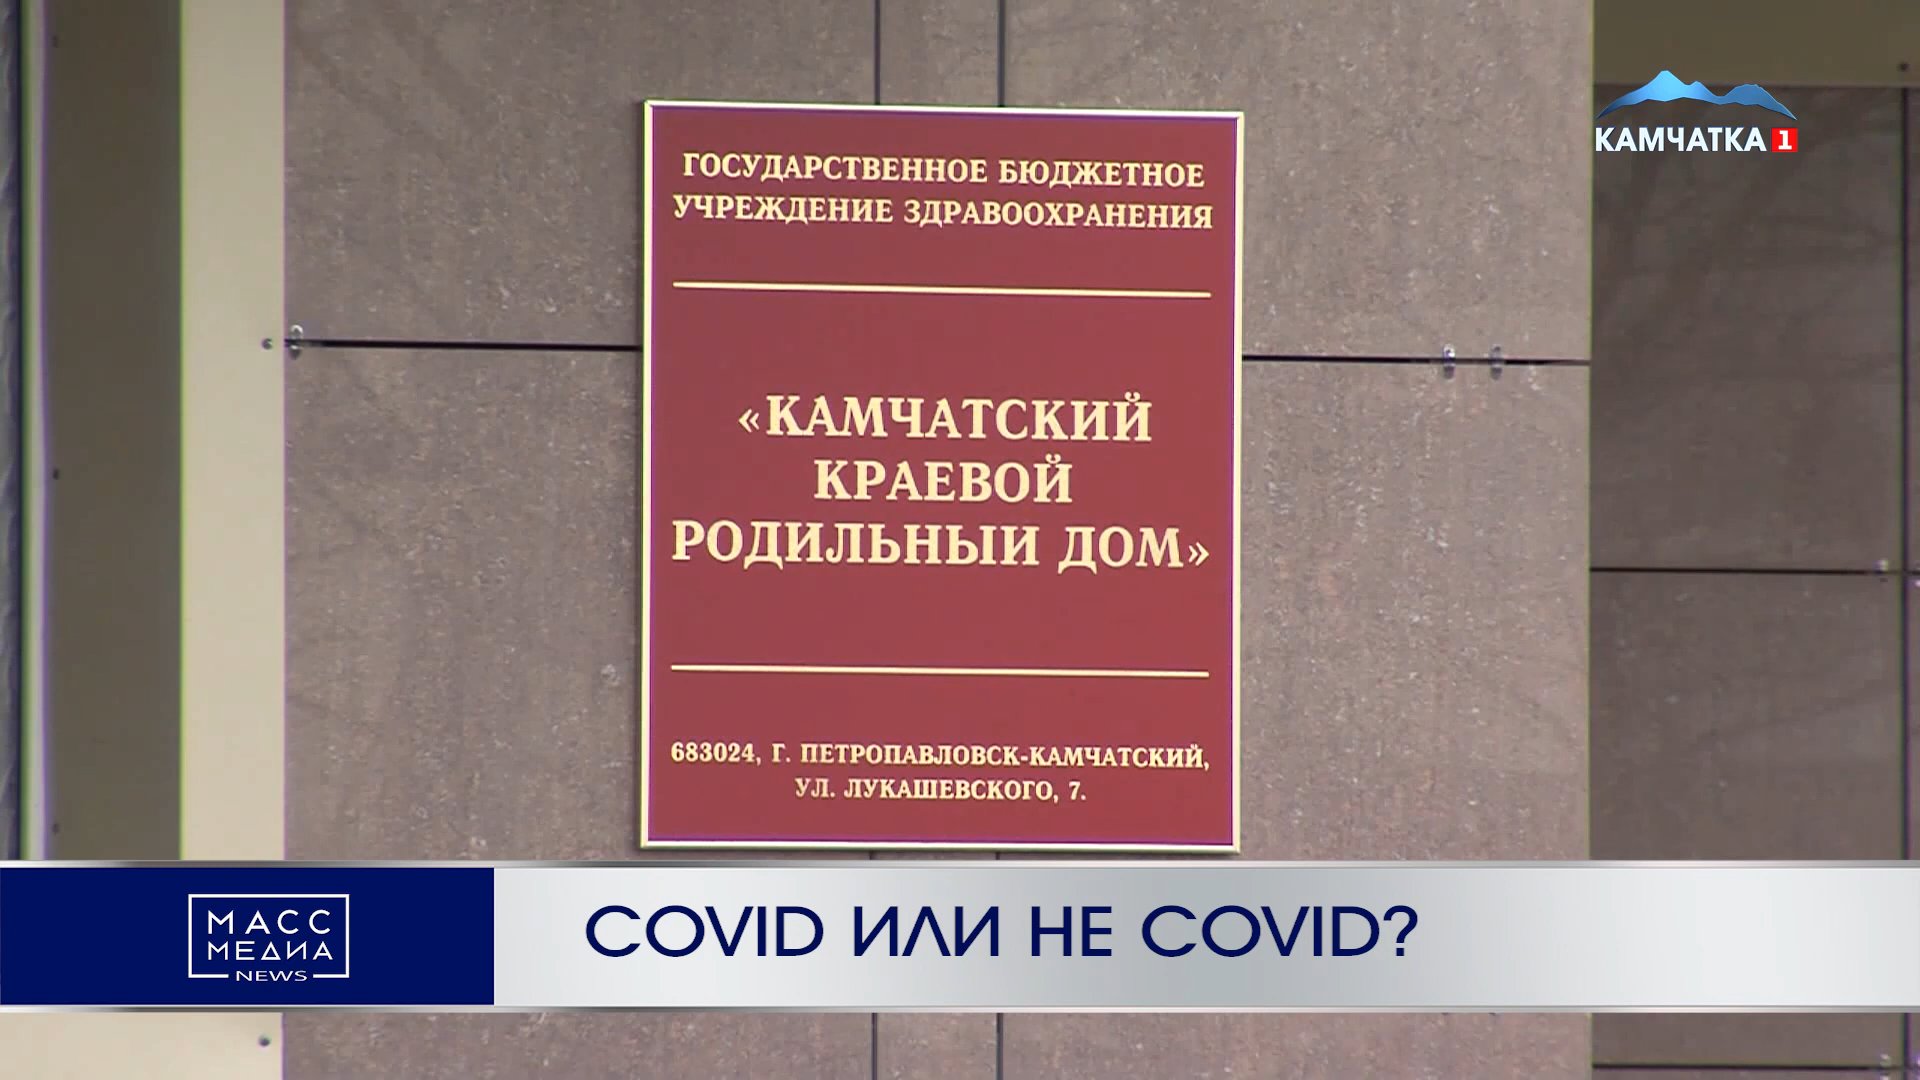 КАМЧАТКА 1
ГОСУДАРСТВЕННОЕ БЮДЖЕТНОЕ
УЧРЕЖДЕНИЕ ЗДРАВООХРАНЕНИЯ
«КАМЧАТСКИЙ
КРАЕВОЙ
РОДИЛЬНЫЙ ДОМ»
683024, Г. ПЕТРОПАВЛОВСК-КАМЧАТСКИЙ,
УЛ. ЛУКАШЕВСКОГО, 7.
МАСС
МЕДИА
NEWS
COVID ИЛИ НЕ COVID?